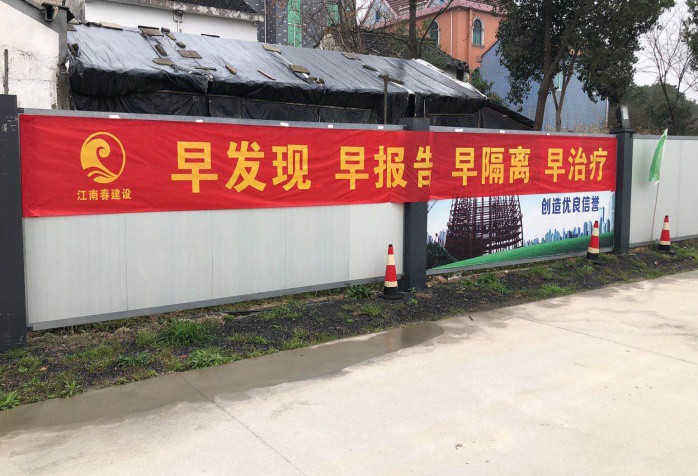 早发现 早报告 早隔离 早治疗
江南春建设
创造优良信誉